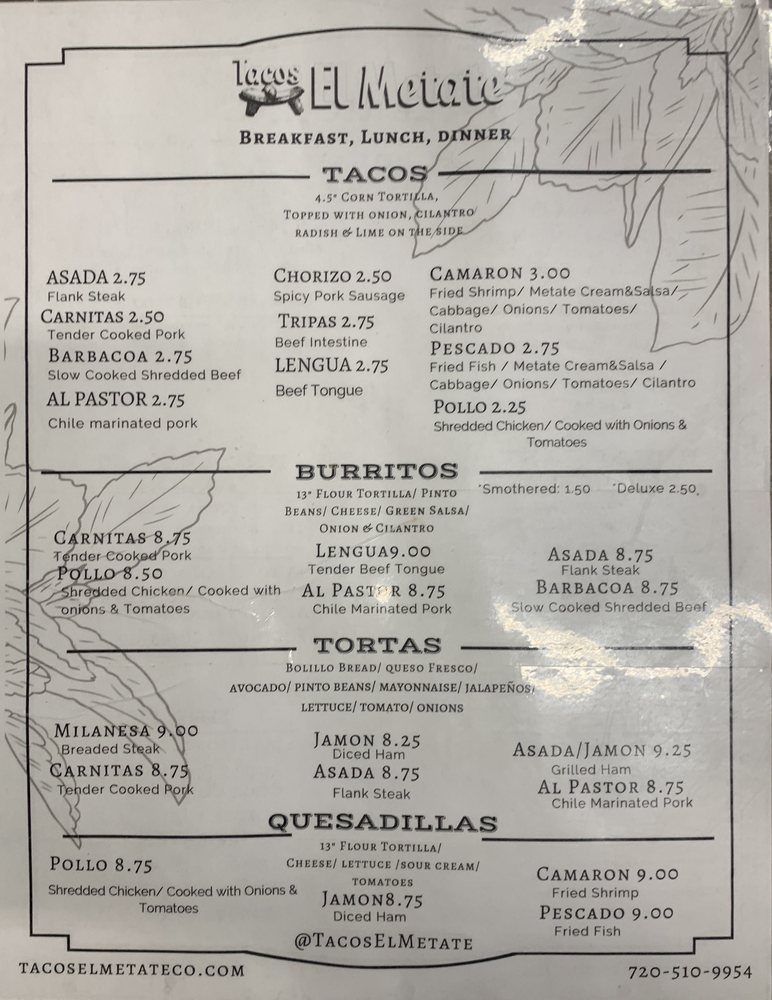 Tacos El Metate
BREAKFAST, LUNCH, DINNER
TACOS
4.5" CORN TORTILLA,
TOPPED WITH ONION, CILANTRO
RADISH & LIME ON THE SIDE
ASADA 2.75
Flank Steak
CARNITAS 2.50
Tender Cooked Pork
BARBACOA 2.75
Slow Cooked Shredded Beef
AL PASTOR 2.75
Chile marinated pork
CHORIZO 2.50
Spicy Pork Sausage
TRIPAS 2.75
Beef Intestine
LENGUA 2.75
Beef Tongue
CAMARON 3.00
Fried Shrimp/ Metate Cream&Salsa/
Cabbage/ Onions/ Tomatoes/
Cilantro
PESCADO 2.75
Fried Fish / Metate Cream&Salsa /
Cabbage/ Onions/ Tomatoes/ Cilantro
POLLO 2.25
Shredded Chicken/ Cooked with Onions &
Tomatoes
BURRITOS
13" FLOUR TORTILLA/ PINTO
BEANS/ CHEESE/ GREEN SALSA/
ONION & CILANTRO
*Smothered: 1.50 *Deluxe 2.50
CARNITAS 8.75
Tender Cooked Pork
POLLO 8.50
Shredded Chicken/ Cooked with
onions & Tomatoes
LENGUA9.00
Tender Beef Tongue
AL PASTOR 8.75
Chile Marinated Pork
ASADA 8.75
Flank Steak
BARBACOA 8.75
Slow Cooked Shredded Beef
TORTAS
BOLILLO BREAD/ QUESO FRESCO/
AVOCADO/ PINTO BEANS/ MAYONNAISE/ JALAPEÑOS/
LETTUCE/ TOMATO/ ONIONS
MILANESA 9.00
Breaded Steak
CARNITAS 8.75
Tender Cooked Pork
JAMON 8.25
Diced Ham
ASADA 8.75
Flank Steak
ASADA/JAMON 9.25
Grilled Ham
AL PASTOR 8.75
Chile Marinated Pork
QUESADILLAS
13" FLOUR TORTILLA/
CHEESE/ LETTUCE /SOUR CREAM/
TOMATOES
POLLO 8.75
Shredded Chicken/ Cooked with Onions &
Tomatoes
JAMON8.75
Diced Ham
CAMARON 9.00
Fried Shrimp
PESCADO 9.00
Fried Fish
@TACOSELMETATE
TACOSELMETATECO.COM
720-510-9954